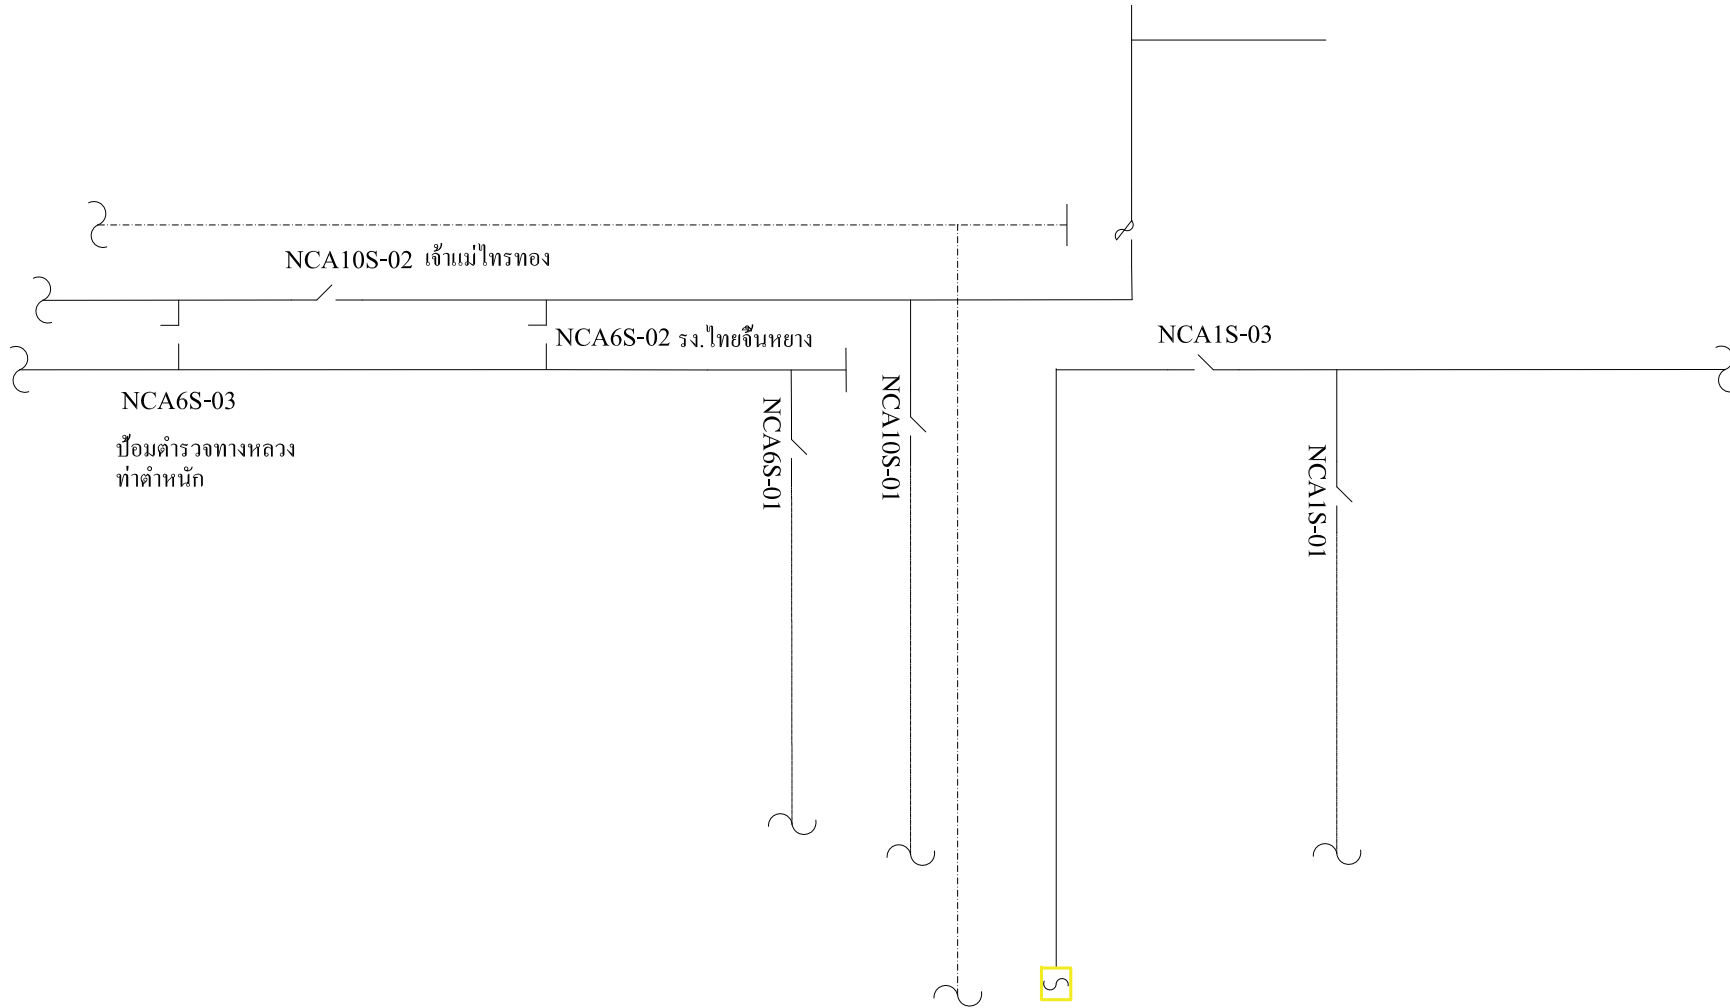 NCA10S-02 เจ้าแม่ไทรทอง
NCA6S-02 รง.ไทยจิ้นหยาง
NCA1S-03
NCA6S-03
ป้อมตำรวจทางหลวง
ท่าตำหนัก
NCA6S-01
NCA10S-01
NCA1S-01